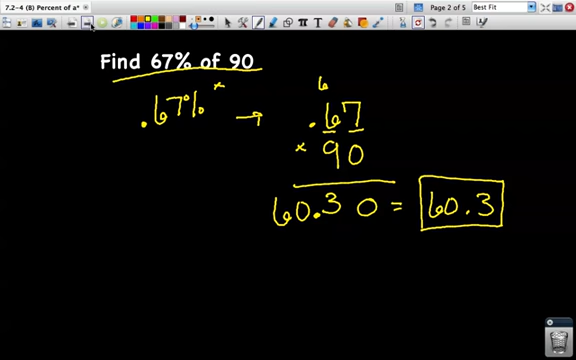 7.2-4 (B) Percent of a*
Page 2 of 5
Best Fit
Find 67% of 90
.67% × → .67
6
× 90
60.30 = 60.3